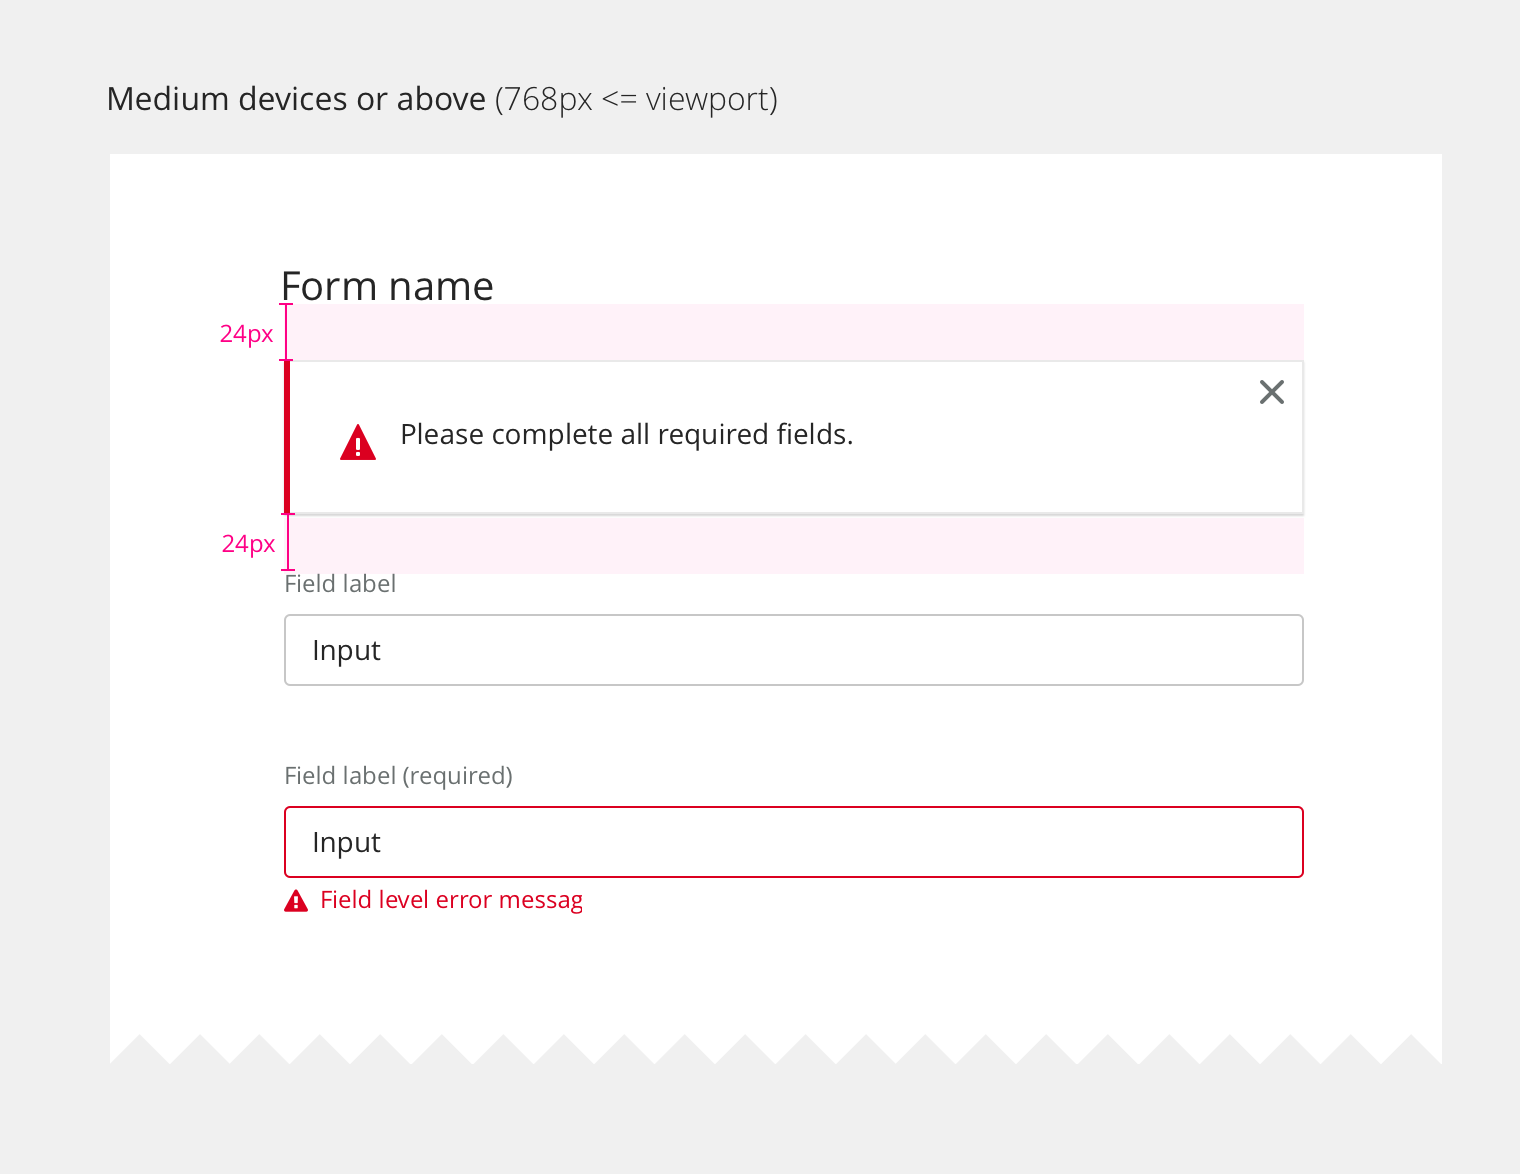 Medium devices or above (768px <= viewport)
Form name
24px
Please complete all required fields.
24px
Field label
Input
Field label (required)
Input
Field level error messag